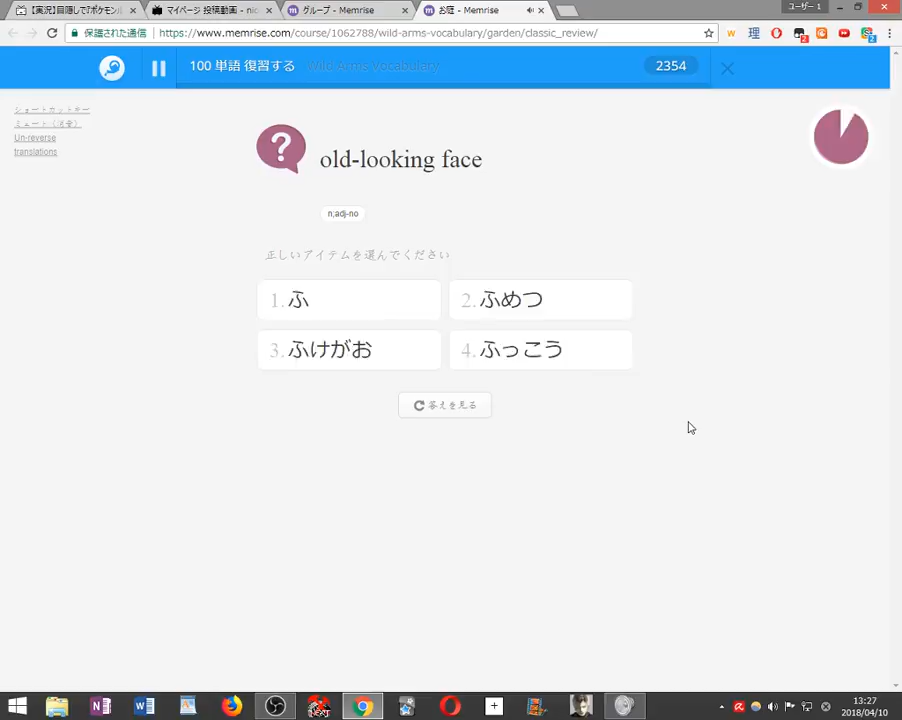 【実況】目隠しで『ポケモン
マイページ 投稿動画 - nic
グループ - Memrise
お庭 - Memrise
ユーザー 1
保護された通信
https://www.memrise.com/course/1062788/wild-arms-vocabulary/garden/classic_review/
100 単語 復習する
Wild Arms Vocabulary
2354
ショートカットキー
Un-reverse
translations
old-looking face
n;adj-no
正しいアイテムを選んでください
1. ふ
2. ふめつ
3. ふけがお
4. ふっこう
答えを見る
13:27
2018/04/10